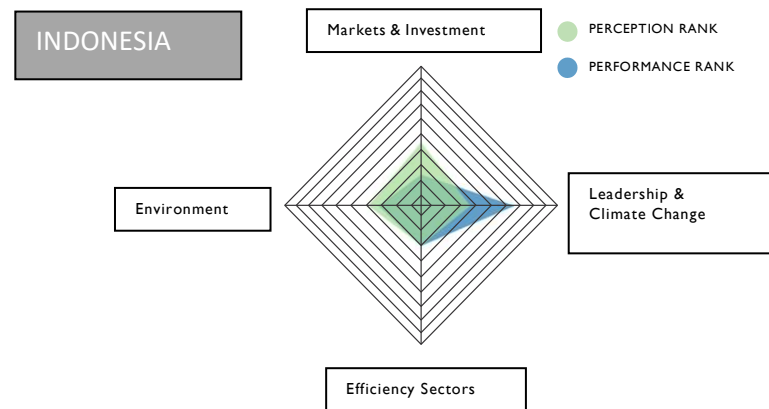 INDONESIA
Markets & Investment
PERCEPTION RANK
PERFORMANCE RANK
Environment
Leadership &
Climate Change
Efficiency Sectors